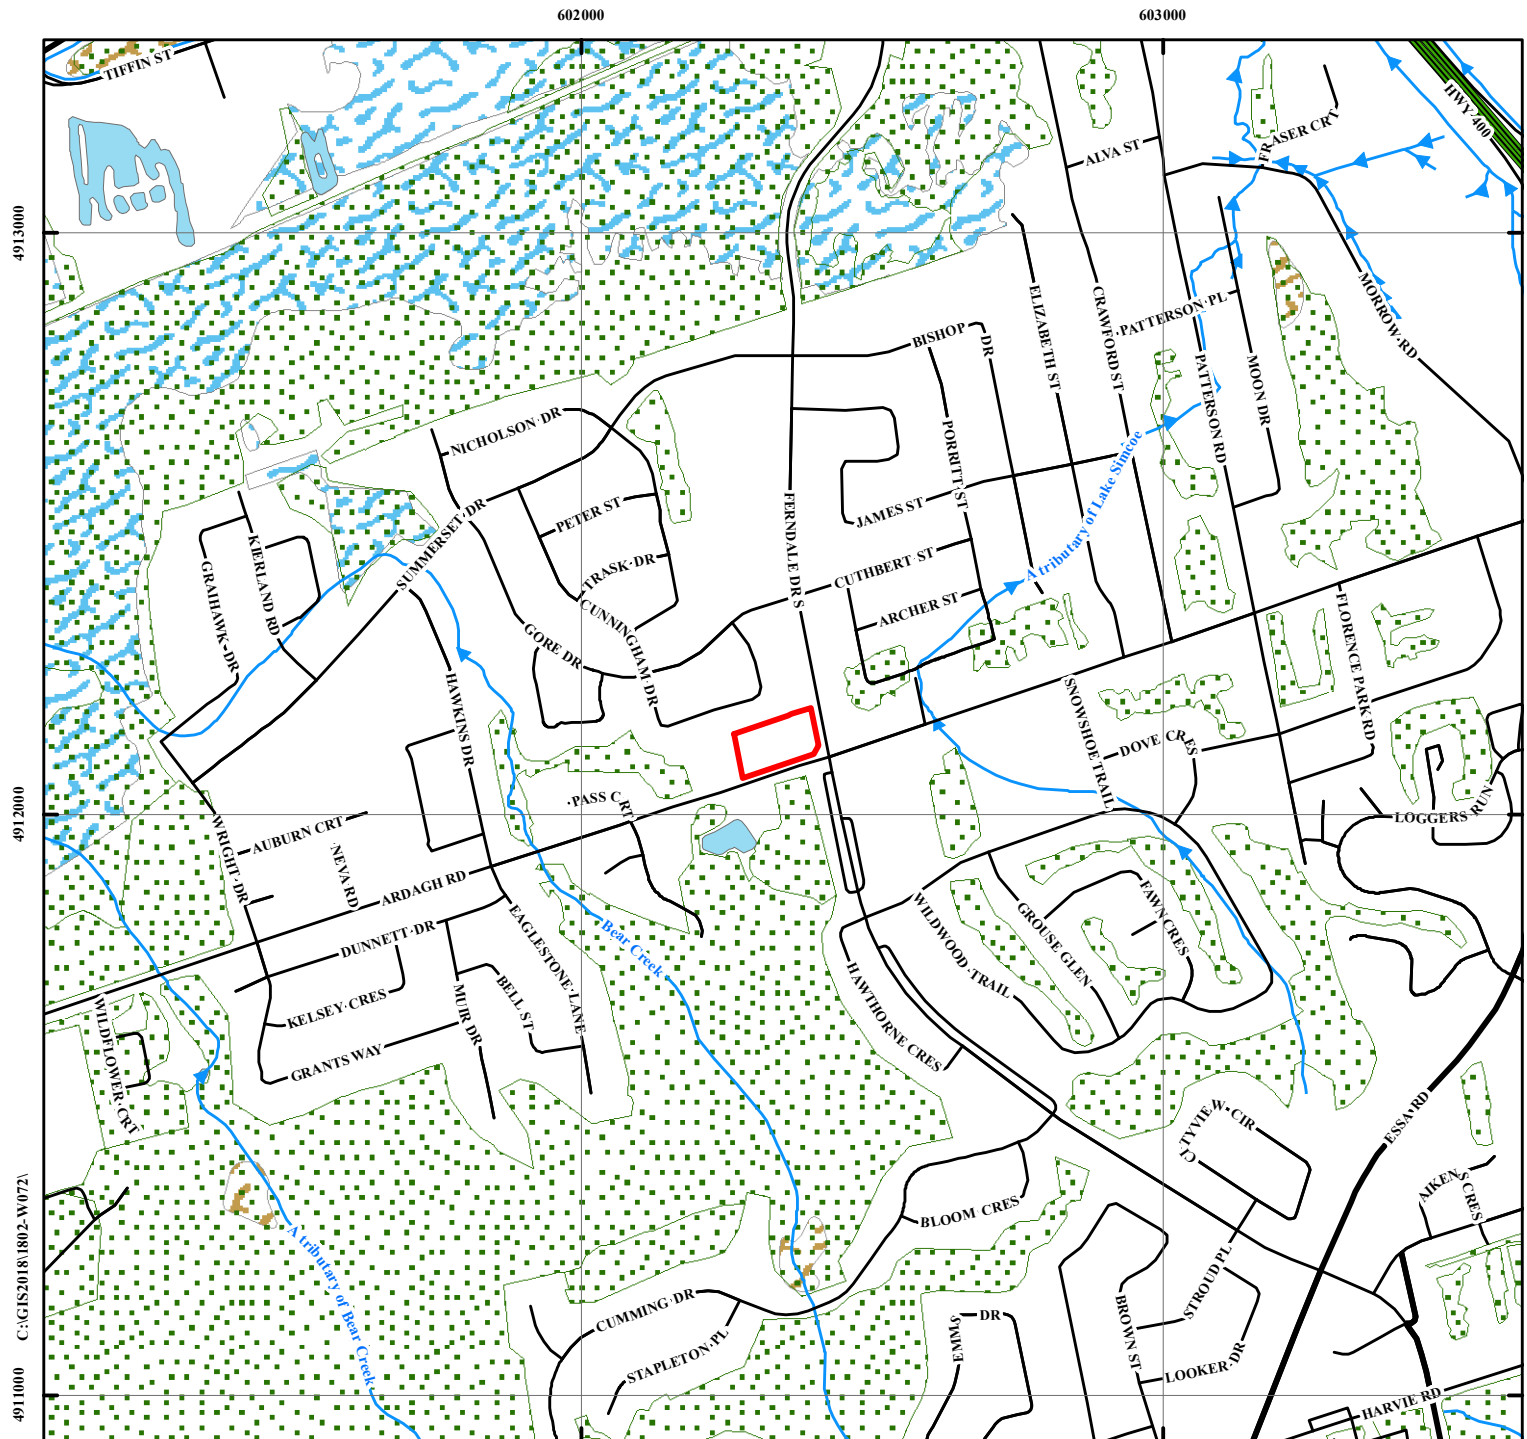 602000
603000
TIFFIN ST
HWY 400
FRASER CRT
ALVA ST
4913000
ELIZABETH ST
CRAWFORD ST
PATTERSON PL
MORROW RD
BISHOP DR
PATTERSON RD
MOON DR
NICHOLSON DR
PORRITT ST
A tributary of Lake Simcoe
SUMMERSET DR
PETER ST
FERNDALE DR S
JAMES ST
KIERLAND RD
GRAIHAWK DR
TRASK DR
CUTHBERT ST
CUNNINGHAM DR
ARCHER ST
FLORENCE PARK RD
GORE DR
HAWKINS DR
SNOWSHOE TRAIL
DOVE CRES
4912000
PASS CRT
LOGGERS RUN
WRIGHT DR
AUBURN CRT
NEVA RD
ARDAGH RD
DUNNETT DR
EAGLESTONE LANE
Bear Creek
WILDWOOD TRAIL
GROUSE GLEN
FAWN CRES
HAWTHORNE CRES
WILDFLOWER CRT
KELSEY CRES
MUIR DR
BELL ST
GRANTS WAY
ESSA RD
CITYVIEW CIR
AIKENS CRES
BLOOM CRES
C:\GIS2018\1802-W072\
A tributary of Bear Creek
STROUD PL
CUMMING DR
STAPLETON PL
SIMME DR
BROWN ST
LOOKER DR
HARVIE RD
4911000